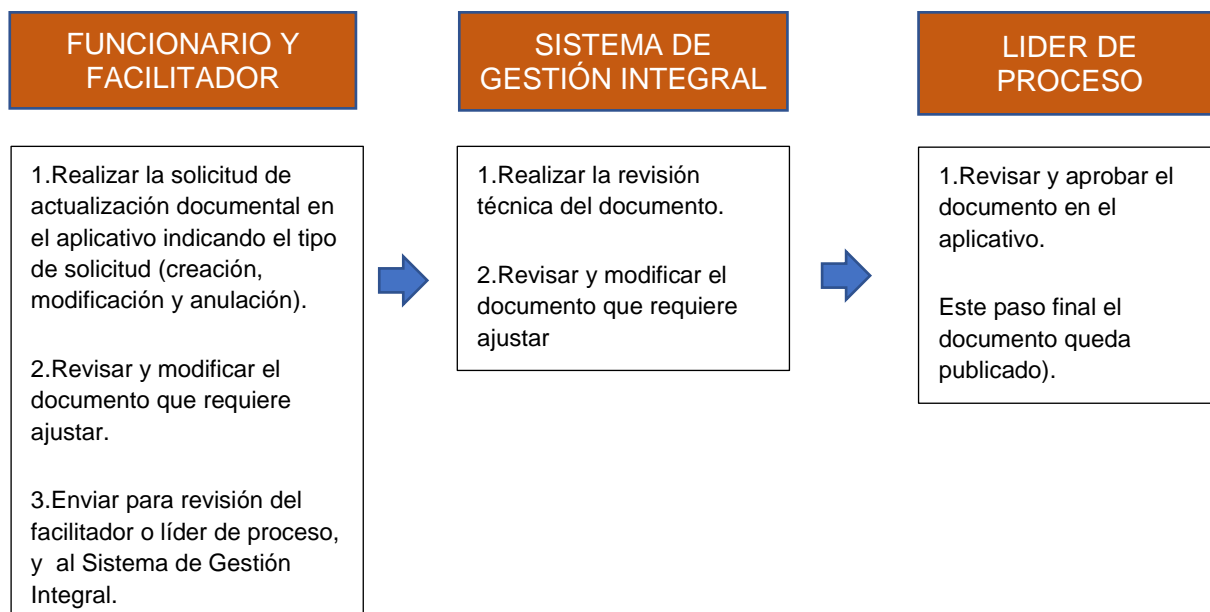 FUNCIONARIO Y
FACILITADOR
1.Realizar la solicitud de
actualización documental en
el aplicativo indicando el tipo
de solicitud (creación,
modificación y anulación).
2.Revisar y modificar el
documento que requiere
ajustar.
3.Enviar para revisión del
facilitador o líder de proceso,
y  al Sistema de Gestión
Integral.
SISTEMA DE
GESTIÓN INTEGRAL
1.Realizar la revisión
técnica del documento.
2.Revisar y modificar el
documento que requiere
ajustar
LIDER DE
PROCESO
1.Revisar y aprobar el
documento en el
aplicativo.
Este paso final el
documento queda
publicado).